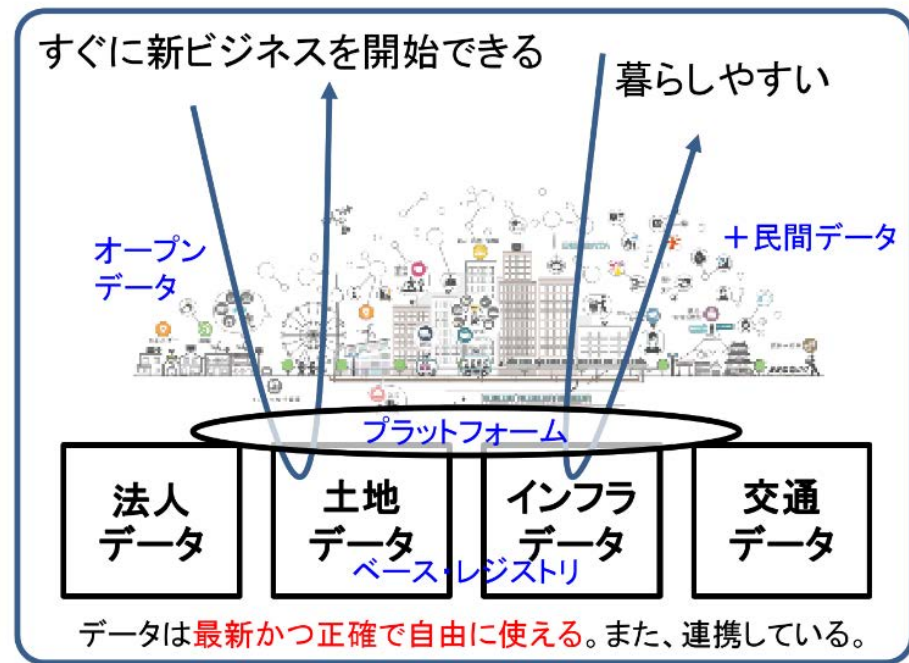 すぐに新ビジネスを開始できる
暮らしやすい
オープン
データ
＋民間データ
プラットフォーム
法人
データ
土地
データ
インフラ
データ
交通
データ
ベース・レジストリ
データは最新かつ正確で自由に使える。また、連携している。